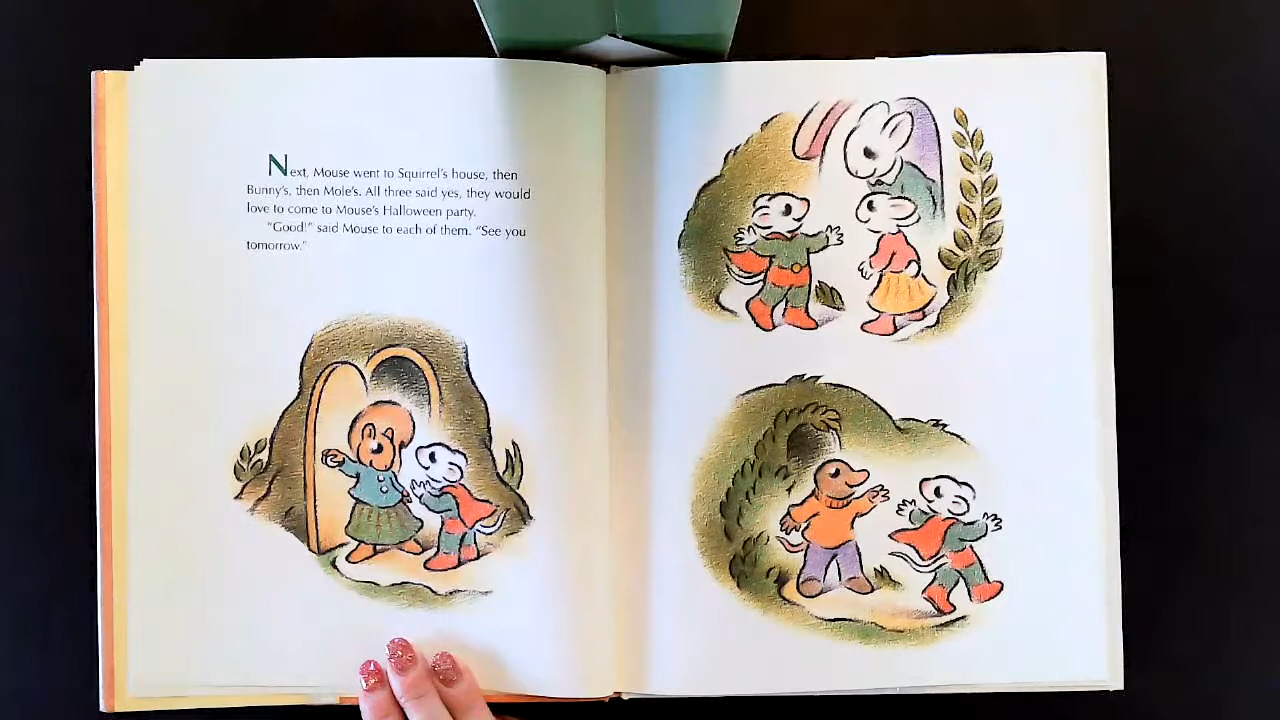 Next, Mouse went to Squirrel's house, then
Bunny's, then Mole's. All three said yes, they would
love to come to Mouse's Halloween party.
"Good!" said Mouse to each of them. "See you
tomorrow."